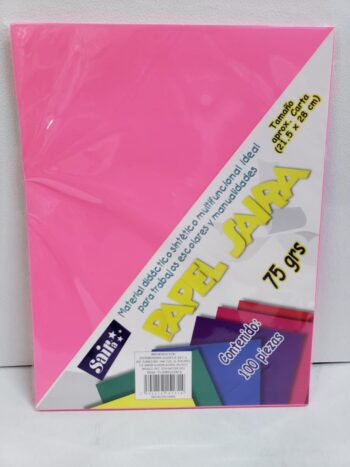 Tamaño
aprox. Carta
(21.5 x 28 cm)
Material didáctico sintético multifuncional ideal
para trabajos escolares y manualidades
PAPEL SAIRA
75 grs
Saira
Contenido:
100 piezas